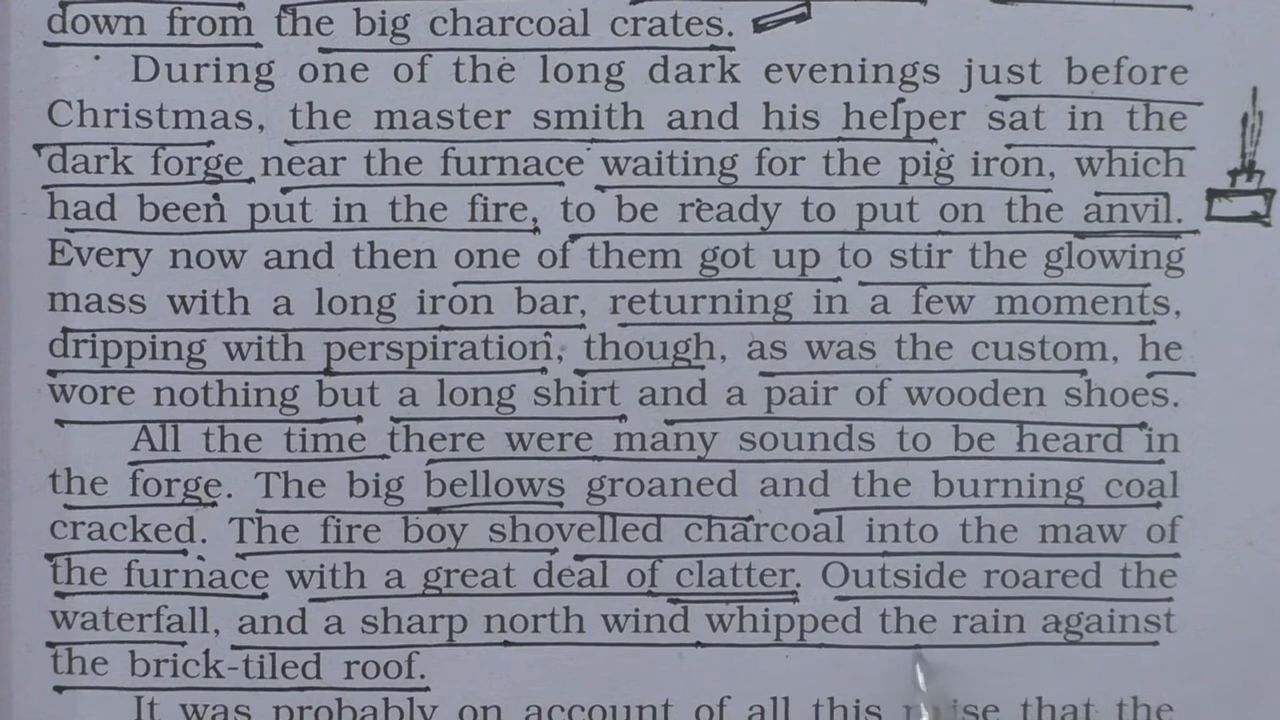 down from the big charcoal crates.
During one of the long dark evenings just before
Christmas, the master smith and his helper sat in the
dark forge near the furnace waiting for the pig iron, which
had been put in the fire, to be ready to put on the anvil.
Every now and then one of them got up to stir the glowing
mass with a long iron bar, returning in a few moments,
dripping with perspiration, though, as was the custom, he
wore nothing but a long shirt and a pair of wooden shoes.
All the time there were many sounds to be heard in
the forge. The big bellows groaned and the burning coal
cracked. The fire boy shovelled charcoal into the maw of
the furnace with a great deal of clatter. Outside roared the
waterfall, and a sharp north wind whipped the rain against
the brick-tiled roof.
It was probably on account of all this noise that the